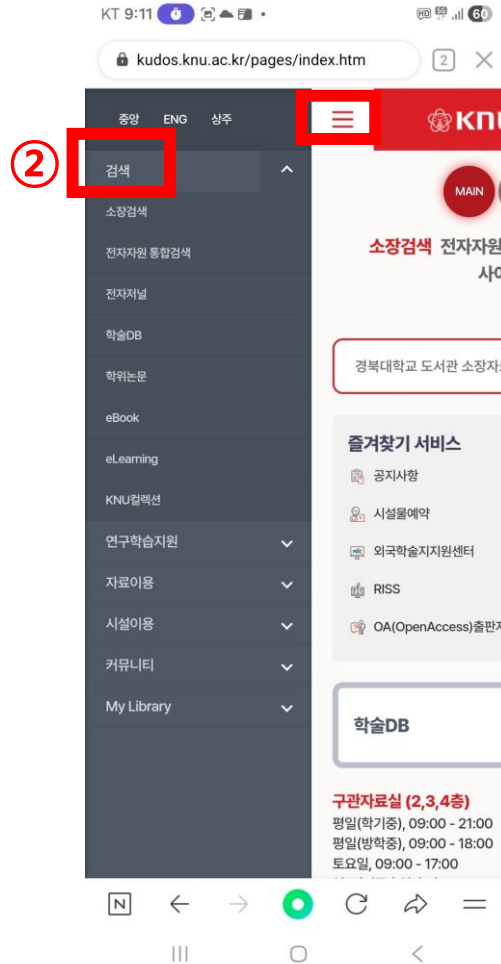 KT 9:11
HD 5G 60
kudos.knu.ac.kr/pages/index.htm
2
중앙 ENG 상주
KNU
②
검색
MAIN
소장검색
전자자원 통합검색
전자저널
학술DB
학위논문
eBook
eLearning
KNU컬렉션
연구학습지원
자료이용
시설이용
커뮤니티
My Library
소장검색 전자자원
사이
경북대학교 도서관 소장자료
즐겨찾기 서비스
공지사항
시설물예약
외국학술지지원센터
RISS
OA(OpenAccess)출판지
학술DB
구관자료실 (2,3,4층)
평일(학기중), 09:00 - 21:00
평일(방학중), 09:00 - 18:00
토요일, 09:00 - 17:00
N